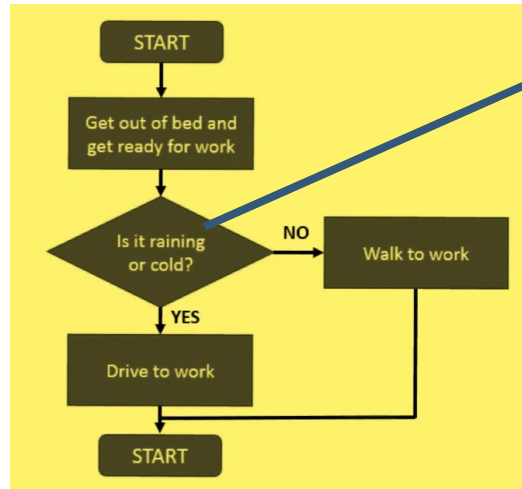 START
Get out of bed and
get ready for work
Is it raining
or cold?
NO
Walk to work
YES
Drive to work
START